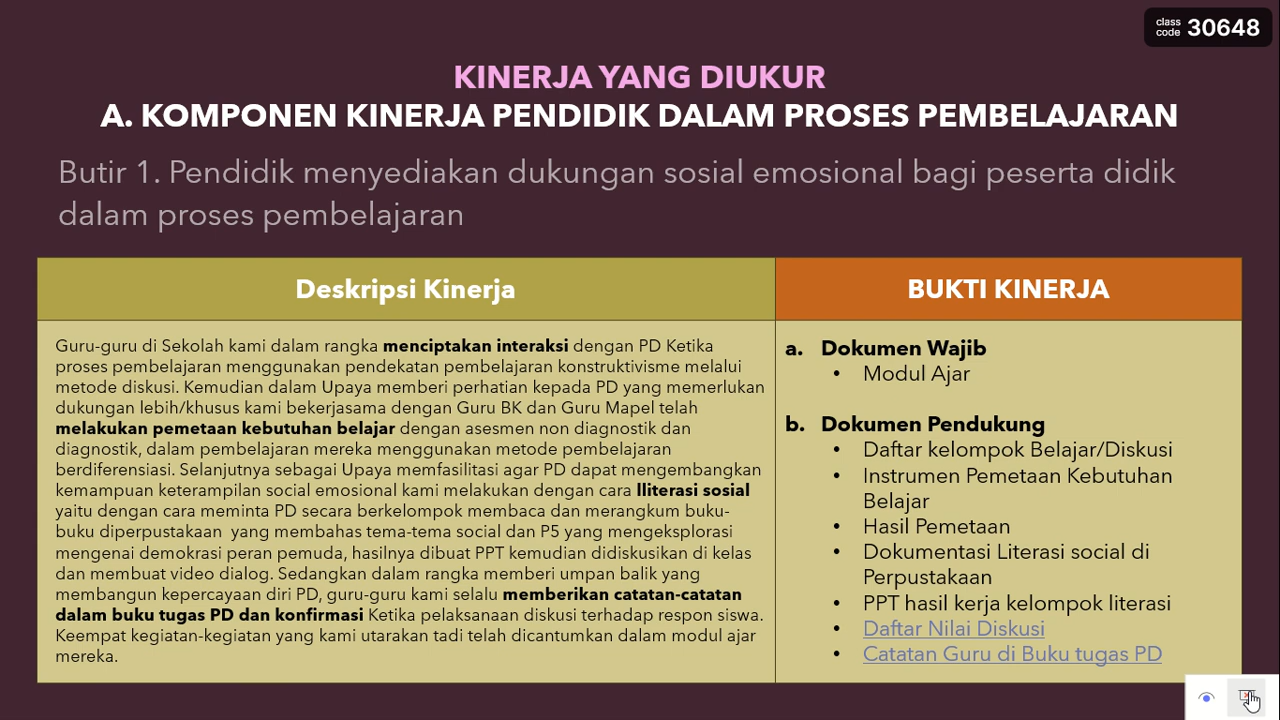 class
code 30648
KINERJA YANG DIUKUR
A. KOMPONEN KINERJA PENDIDIK DALAM PROSES PEMBELAJARAN
Butir 1. Pendidik menyediakan dukungan sosial emosional bagi peserta didik
dalam proses pembelajaran
Deskripsi Kinerja
Guru-guru di Sekolah kami dalam rangka menciptakan interaksi dengan PD Ketika
proses pembelajaran menggunakan pendekatan pembelajaran konstruktivisme melalui
metode diskusi. Kemudian dalam Upaya memberi perhatian kepada PD yang memerlukan
dukungan lebih/khusus kami bekerjasama dengan Guru BK dan Guru Mapel telah
melakukan pemetaan kebutuhan belajar dengan asesmen non diagnostik dan
diagnostik, dalam pembelajaran mereka menggunakan metode pembelajaran
berdiferensiasi. Selanjutnya sebagai Upaya memfasilitasi agar PD dapat mengembangkan
kemampuan keterampilan social emosional kami melakukan dengan cara lliterasi sosial
yaitu dengan cara meminta PD secara berkelompok membaca dan merangkum buku-
buku diperpustakaan yang membahas tema-tema social dan P5 yang mengeksplorasi
mengenai demokrasi peran pemuda, hasilnya dibuat PPT kemudian didiskusikan di kelas
dan membuat video dialog. Sedangkan dalam rangka memberi umpan balik yang
membangun kepercayaan diri PD, guru-guru kami selalu memberikan catatan-catatan
dalam buku tugas PD dan konfirmasi Ketika pelaksanaan diskusi terhadap respon siswa.
Keempat kegiatan-kegiatan yang kami utarakan tadi telah dicantumkan dalam modul ajar
mereka.
BUKTI KINERJA
a. Dokumen Wajib
• Modul Ajar
b. Dokumen Pendukung
• Daftar kelompok Belajar/Diskusi
• Instrumen Pemetaan Kebutuhan
Belajar
• Hasil Pemetaan
• Dokumentasi Literasi social di
Perpustakaan
• PPT hasil kerja kelompok literasi
• Daftar Nilai Diskusi
• Catatan Guru di Buku tugas PD